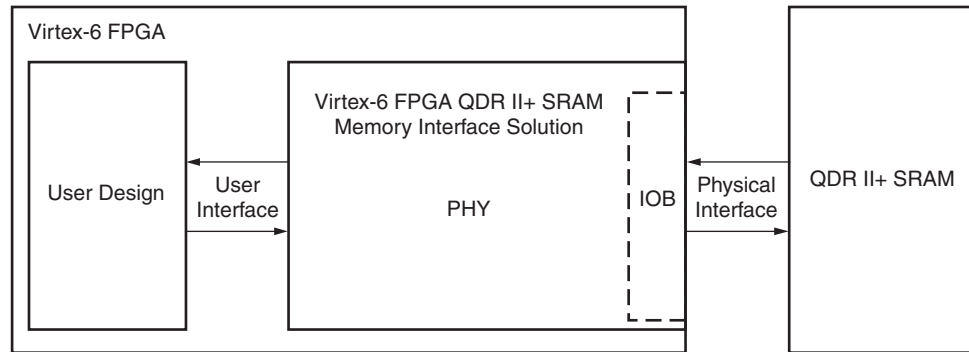 Virtex-6 FPGA
User Design
User
Interface
Virtex-6 FPGA QDR II+ SRAM
Memory Interface Solution
PHY
IOB
Physical
Interface
QDR II+ SRAM